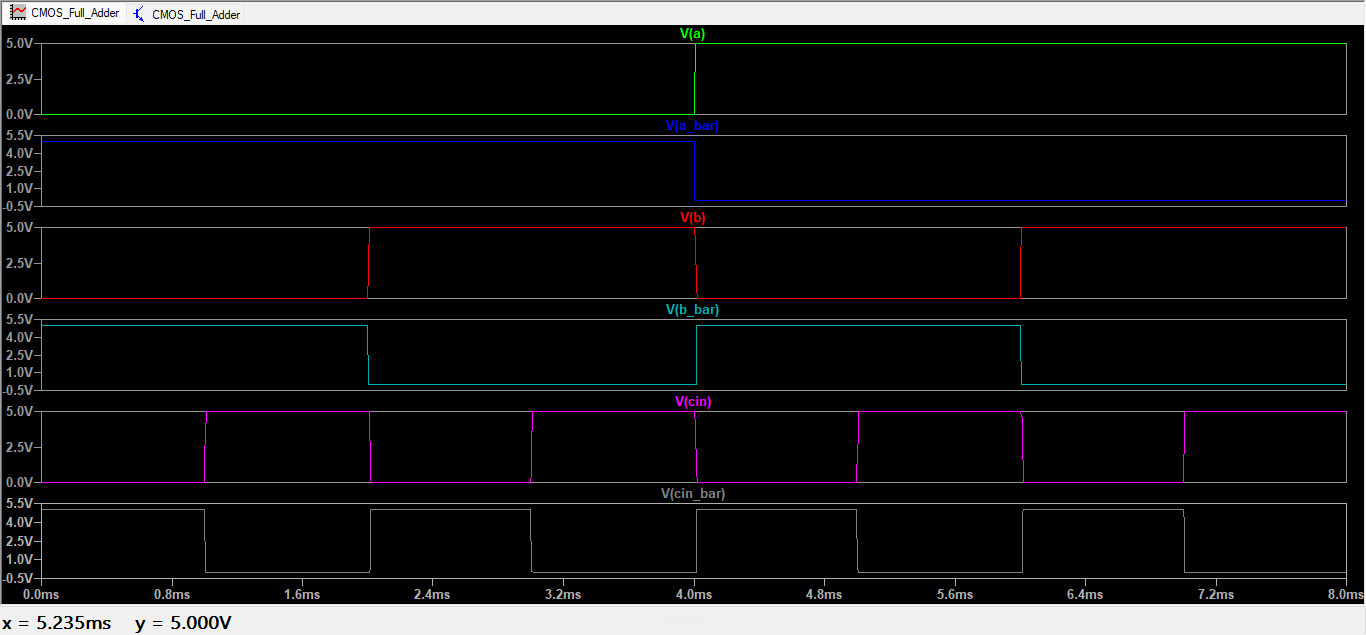 CMOS_Full_Adder CMOS_Full_Adder
V(a)
5.0V
2.5V
0.0V
V(a_bar)
5.5V
4.0V
2.5V
1.0V
-0.5V
V(b)
5.0V
2.5V
0.0V
V(b_bar)
5.5V
4.0V
2.5V
1.0V
-0.5V
V(cin)
5.0V
2.5V
0.0V
V(cin_bar)
5.5V
4.0V
2.5V
1.0V
-0.5V
0.0ms 0.8ms 1.6ms 2.4ms 3.2ms 4.0ms 4.8ms 5.6ms 6.4ms 7.2ms 8.0ms
x = 5.235ms y = 5.000V